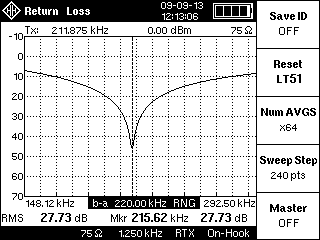 Return Loss 09-09-13 12:13:06
Tx: 211.875 kHz 0.00 dBm 75 Ω
-10
0
10
20
30
40
50
60
70
148.12 kHz b-a 220.00 kHz RNG 292.50 kHz
RMS 27.73 dB Mkr 215.62 kHz 27.73 dB
75 Ω 1.250 kHz RTX On-Hook
Save ID
OFF
Reset
LT51
Num AVGS
x64
Sweep Step
240 pts
Master
OFF